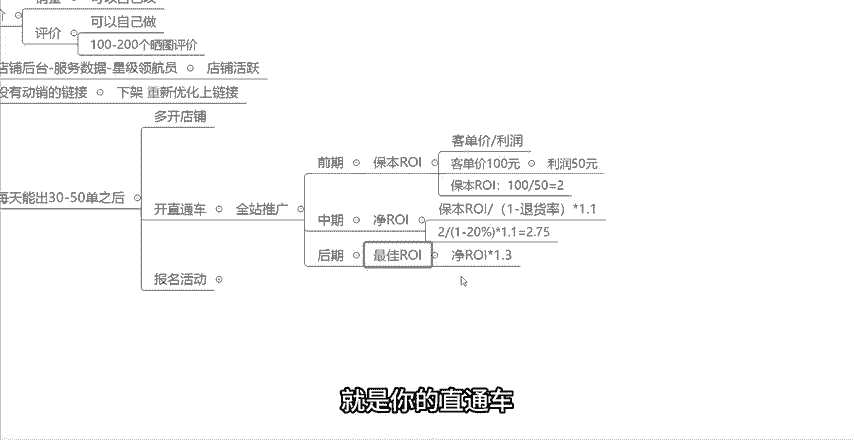 可以自己做
评价
100-200个晒图评价
店铺后台-服务数据-星级领航员
店铺活跃
没有动销的链接
下架 重新优化上链接
多开店铺
每天能出30-50单之后
开直通车
全站推广
前期
保本ROI
客单价/利润
客单价100元
利润50元
保本ROI：100/50=2
中期
净ROI
保本ROI/（1-退货率）*1.1
2/(1-20%)*1.1=2.75
后期
最佳ROI
净ROI*1.3
报名活动
就是你的直通车